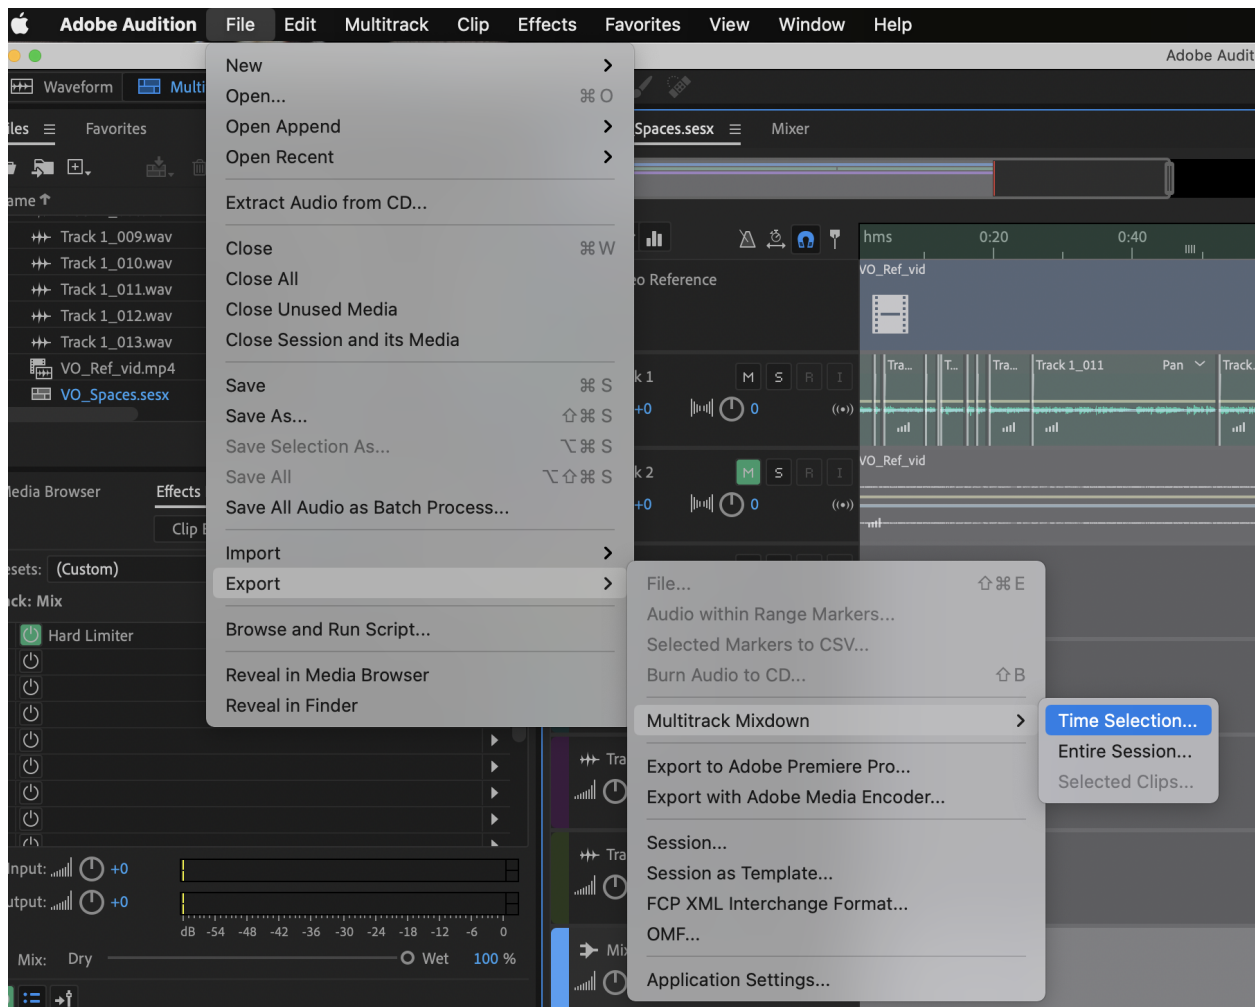 Adobe Audition File Edit Multitrack Clip Effects Favorites View Window Help
Adobe Audit
Waveform Multi
iles Favorites
Spaces.sesx Mixer
ame
Track 1_009.wav
Track 1_010.wav
Track 1_011.wav
Track 1_012.wav
Track 1_013.wav
VO_Ref_vid.mp4
VO_Spaces.sesx
Media Browser Effects
Clip E
esets: (Custom)
ack: Mix
Hard Limiter
nput: +0
utput: +0
dB -54 -48 -42 -36 -30 -24 -18 -12 -6 0
Mix: Dry Wet 100 %
New
Open... ⌘ O
Open Append
Open Recent
Extract Audio from CD...
Close ⌘ W
Close All
Close Unused Media
Close Session and its Media
Save ⌘ S
Save As... ⇧ ⌘ S
Save Selection As... ⌥ ⌘ S
Save All ⌥ ⇧ ⌘ S
Save All Audio as Batch Process...
Import
Export
Browse and Run Script...
Reveal in Media Browser
Reveal in Finder
File... ⇧ ⌘ E
Audio within Range Markers...
Selected Markers to CSV...
Burn Audio to CD... ⇧ B
Multitrack Mixdown
Export to Adobe Premiere Pro...
Export with Adobe Media Encoder...
Session...
Session as Template...
FCP XML Interchange Format...
OMF...
Application Settings...
Time Selection...
Entire Session...
Selected Clips...
hms 0:20 0:40
eo Reference
VO_Ref_vid
k 1 M S R I
+0 0
Tra... T... Tra... Track 1_011 Pan Track
k 2 M S R I
+0 0
VO_Ref_vid
Tra
Tra
Mix